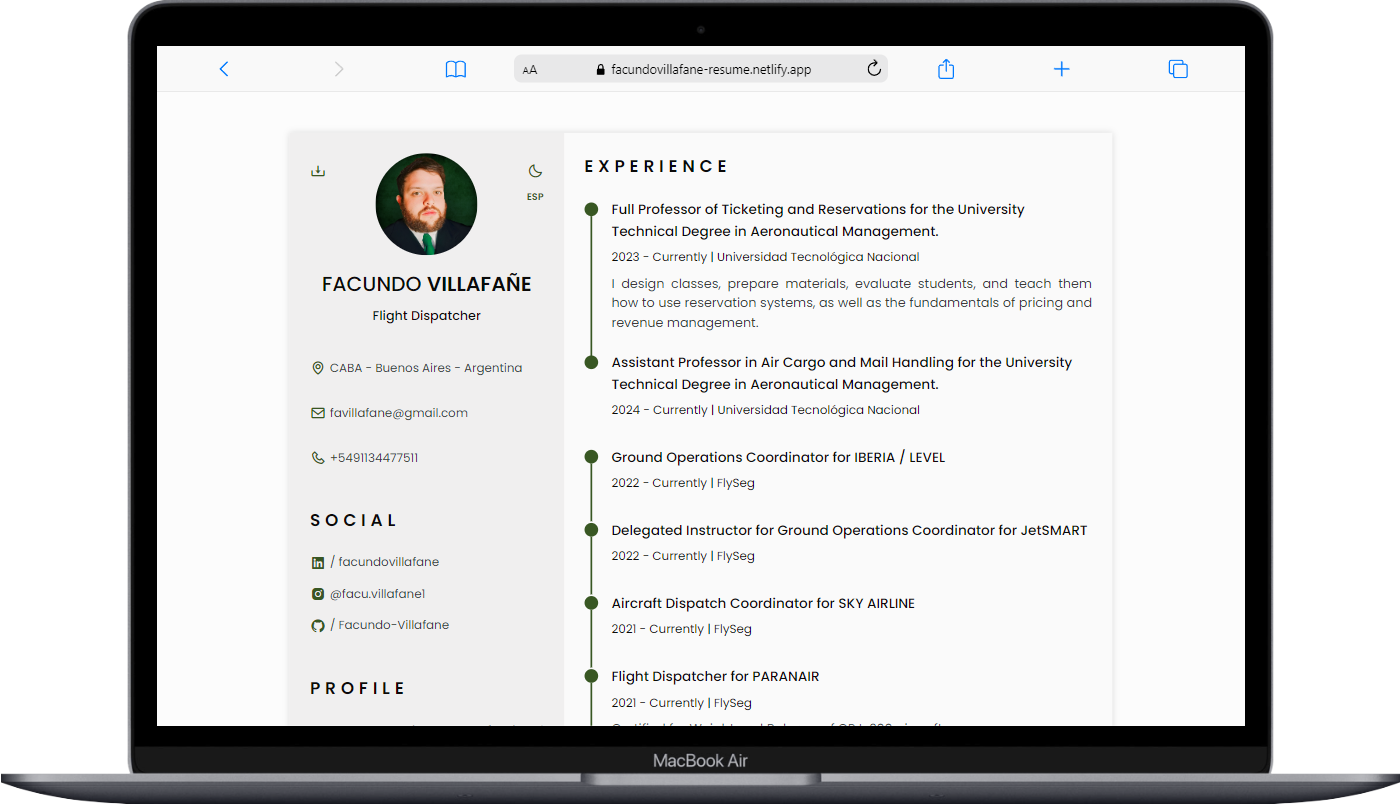 AA facundovillafane-resume.netlify.app
ESP
FACUNDO VILLAFAÑE
Flight Dispatcher
CABA - Buenos Aires - Argentina
favillafane@gmail.com
+5491134477511
SOCIAL
/ facundovillafane
@facu.villafane1
/ Facundo-Villafane
PROFILE
EXPERIENCE
Full Professor of Ticketing and Reservations for the University
Technical Degree in Aeronautical Management.
2023 - Currently | Universidad Tecnológica Nacional
I design classes, prepare materials, evaluate students, and teach them
how to use reservation systems, as well as the fundamentals of pricing and
revenue management.
Assistant Professor in Air Cargo and Mail Handling for the University
Technical Degree in Aeronautical Management.
2024 - Currently | Universidad Tecnológica Nacional
Ground Operations Coordinator for IBERIA / LEVEL
2022 - Currently | FlySeg
Delegated Instructor for Ground Operations Coordinator for JetSMART
2022 - Currently | FlySeg
Aircraft Dispatch Coordinator for SKY AIRLINE
2021 - Currently | FlySeg
Flight Dispatcher for PARANAIR
2021 - Currently | FlySeg
MacBook Air